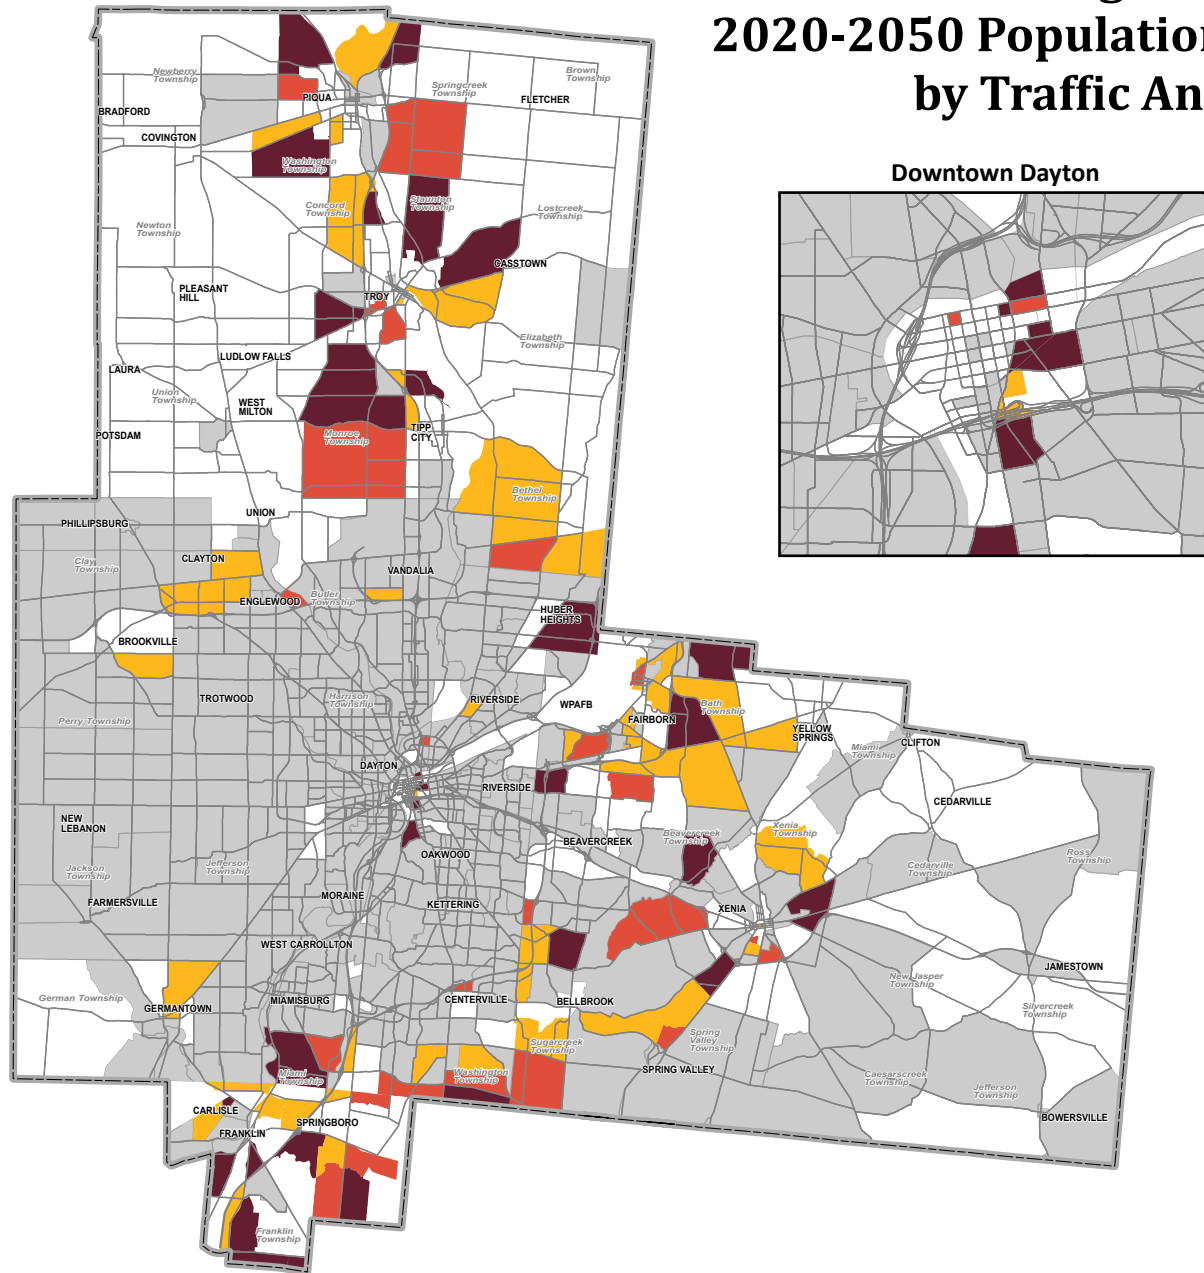 2020-2050 Population
by Traffic An
Downtown Dayton
Newberry
Township
Brown
Township
Springcreek
Township
PIQUA
FLETCHER
BRADFORD
COVINGTON
Washington
Township
Concord
Township
Staunton
Township
Lostcreek
Township
Newton
Township
CASSTOWN
PLEASANT
HILL
TROY
Elizabeth
Township
LUDLOW FALLS
LAURA
Union
Township
WEST
MILTON
POTSDAM
Monroe
Township
TIPP
CITY
Bethel
Township
UNION
PHILLIPSBURG
Clay
Township
CLAYTON
VANDALIA
ENGLEWOOD
Butler
Township
HUBER
HEIGHTS
BROOKVILLE
TROTWOOD
Harrison
Township
RIVERSIDE
WPAFB
Bath
Township
Perry Township
FAIRBORN
YELLOW
SPRINGS
Miami
Township
CLIFTON
DAYTON
RIVERSIDE
CEDARVILLE
NEW
LEBANON
Xenia
Township
BEAVERCREEK
Beavercreek
Township
OAKWOOD
Jackson
Township
Jefferson
Township
Cedarville
Township
Ross
Township
MORAINE
FARMERSVILLE
KETTERING
XENIA
WEST CARROLLTON
JAMESTOWN
New Jasper
Township
German Township
GERMANTOWN
MIAMISBURG
CENTERVILLE
BELLBROOK
Silvercreek
Township
Sugarcreek
Township
Spring
Valley
Township
SPRING VALLEY
Miami
Township
Washington
Township
Caesarscreek
Township
Jefferson
Township
CARLISLE
SPRINGBORO
BOWERSVILLE
FRANKLIN
Franklin
Township